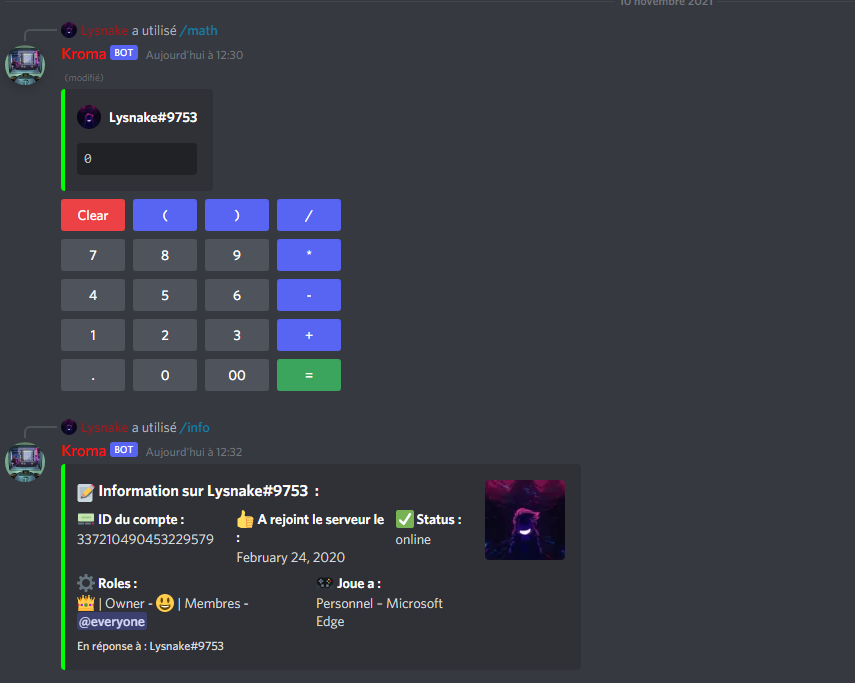 10 novembre 2021
Lysnake a utilisé /math
Kroma BOT Aujourd'hui à 12:30
(modifié)
Lysnake#9753
0
Clear ( ) /
7 8 9 *
4 5 6 -
1 2 3 +
. 0 00 =
Lysnake a utilisé /info
Kroma BOT Aujourd'hui à 12:32
Information sur Lysnake#9753 :
ID du compte : A rejoint le serveur le Status :
337210490453229579 : online
February 24, 2020
Roles : Joue a :
| Owner - 😃 | Membres - Personnel – Microsoft
@everyone Edge
En réponse à : Lysnake#9753